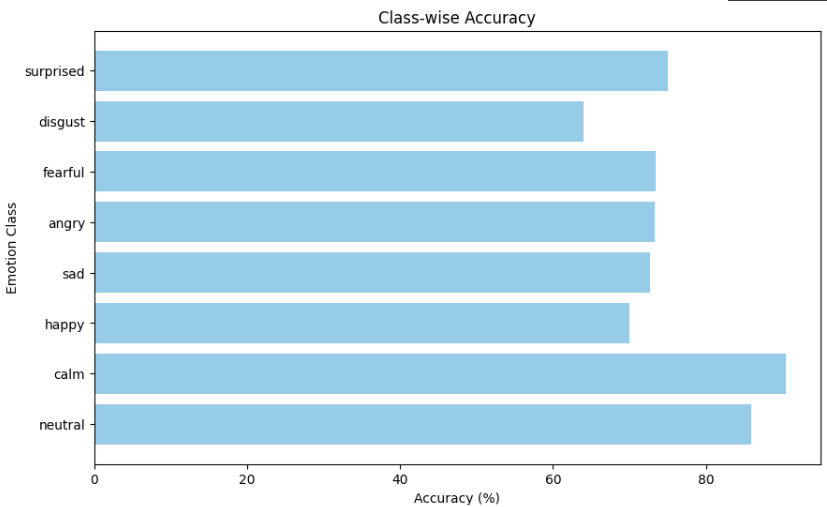 Class-wise Accuracy
surprised
disgust
fearful
angry
sad
happy
calm
neutral
Emotion Class
0 20 40 60 80
Accuracy (%)